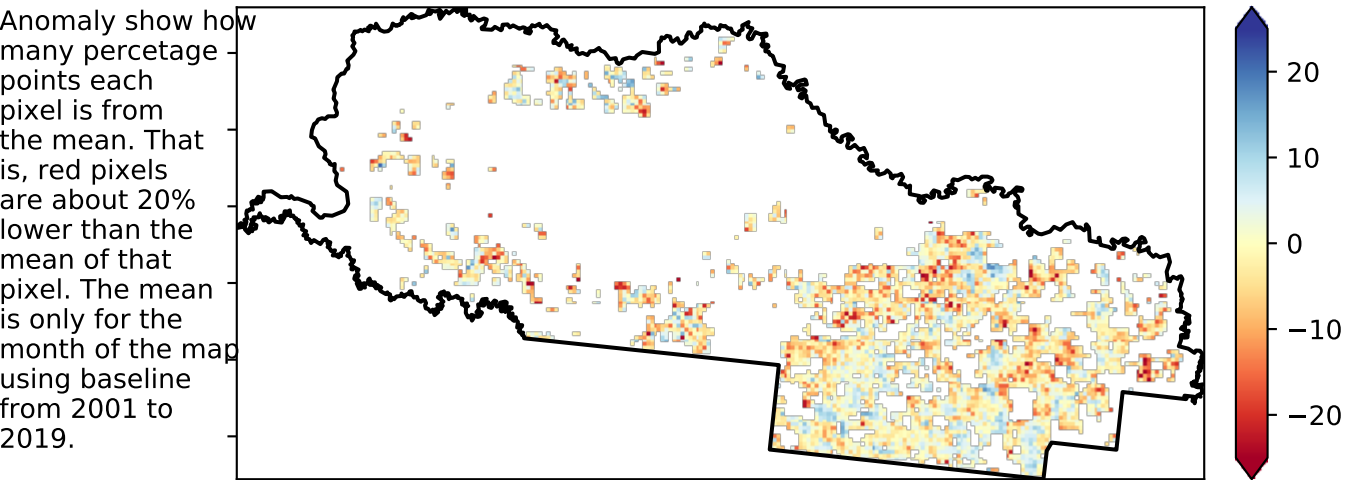 Anomaly show how
many percetage
points each
pixel is from
the mean. That
is, red pixels
are about 20%
lower than the
mean of that
pixel. The mean
is only for the
month of the map
using baseline
from 2001 to
2019.
20
10
0
−10
−20